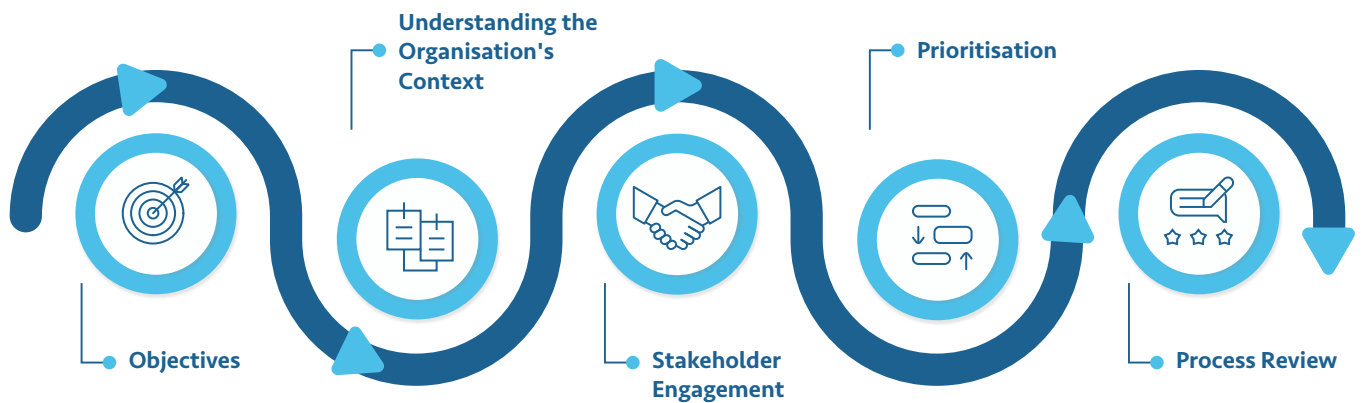 Objectives
Understanding the
Organisation's
Context
Stakeholder
Engagement
Prioritisation
Process Review